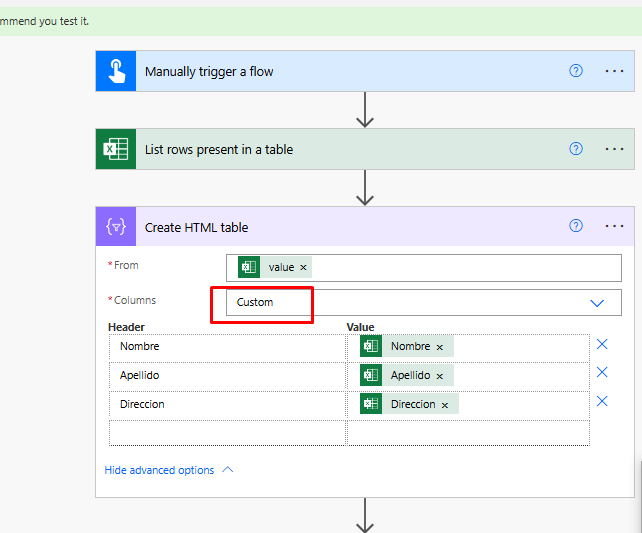 mmend you test it.
Manually trigger a flow
List rows present in a table
Create HTML table
*From value ×
*Columns Custom
Header Value
Nombre Nombre ×
Apellido Apellido ×
Direccion Direccion ×
Hide advanced options